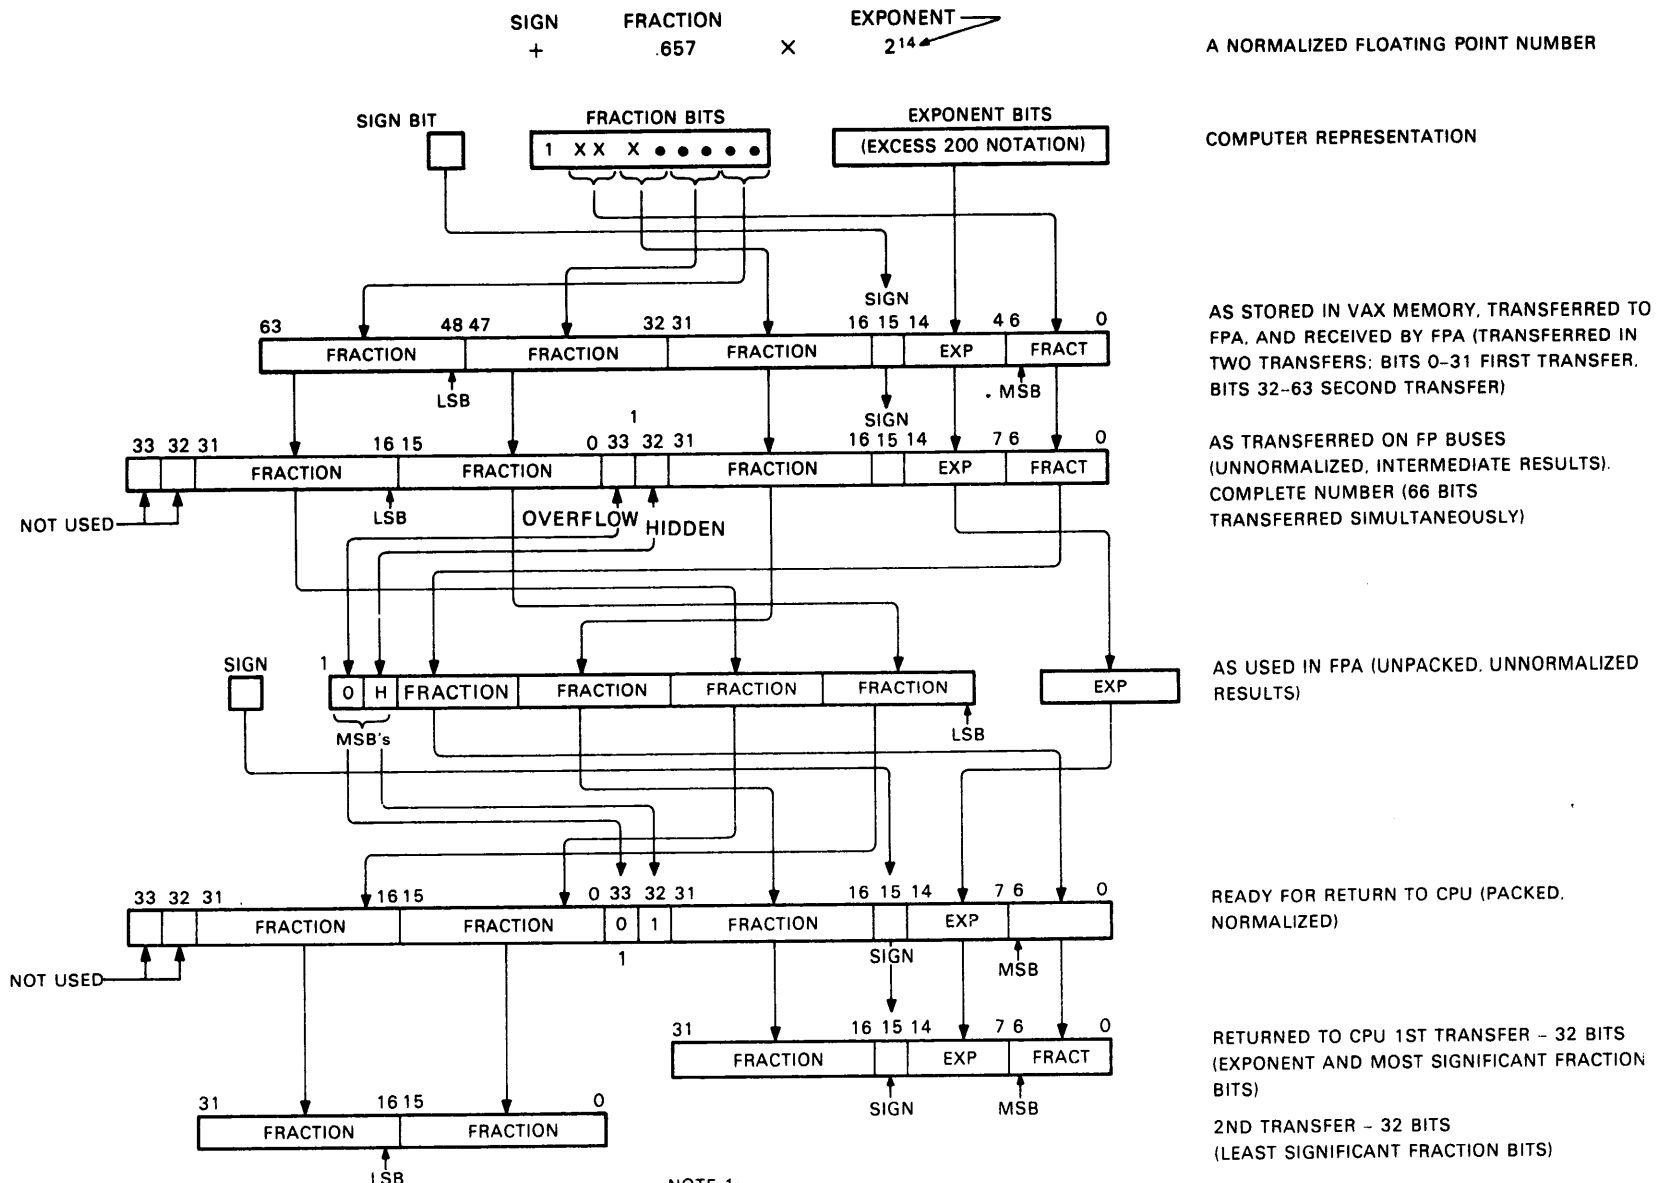 SIGN FRACTION EXPONENT
+ .657 × 2¹⁴ A NORMALIZED FLOATING POINT NUMBER
SIGN BIT FRACTION BITS EXPONENT BITS
1 X X X ● ● ● ● ● (EXCESS 200 NOTATION) COMPUTER REPRESENTATION
SIGN
63 48 47 32 31 16 15 14 4 6 0
FRACTION FRACTION FRACTION EXP FRACT
LSB MSB
AS STORED IN VAX MEMORY, TRANSFERRED TO
FPA, AND RECEIVED BY FPA (TRANSFERRED IN
TWO TRANSFERS: BITS 0-31 FIRST TRANSFER.
BITS 32-63 SECOND TRANSFER)
1 SIGN
33 32 31 16 15 0 33 32 31 16 15 14 7 6 0
FRACTION FRACTION FRACTION EXP FRACT
NOT USED LSB OVERFLOW HIDDEN
AS TRANSFERRED ON FP BUSES
(UNNORMALIZED, INTERMEDIATE RESULTS).
COMPLETE NUMBER (66 BITS
TRANSFERRED SIMULTANEOUSLY)
SIGN 1
O H FRACTION FRACTION FRACTION FRACTION EXP
MSB's LSB
AS USED IN FPA (UNPACKED, UNNORMALIZED
RESULTS)
33 32 31 16 15 0 33 32 31 16 15 14 7 6 0
FRACTION FRACTION 0 1 FRACTION EXP
NOT USED 1 SIGN MSB
READY FOR RETURN TO CPU (PACKED,
NORMALIZED)
31 16 15 14 7 6 0
FRACTION EXP FRACT
SIGN MSB
RETURNED TO CPU 1ST TRANSFER – 32 BITS
(EXPONENT AND MOST SIGNIFICANT FRACTION
BITS)
31 16 15 0
FRACTION FRACTION
LSB
2ND TRANSFER – 32 BITS
(LEAST SIGNIFICANT FRACTION BITS)
NOTE 1